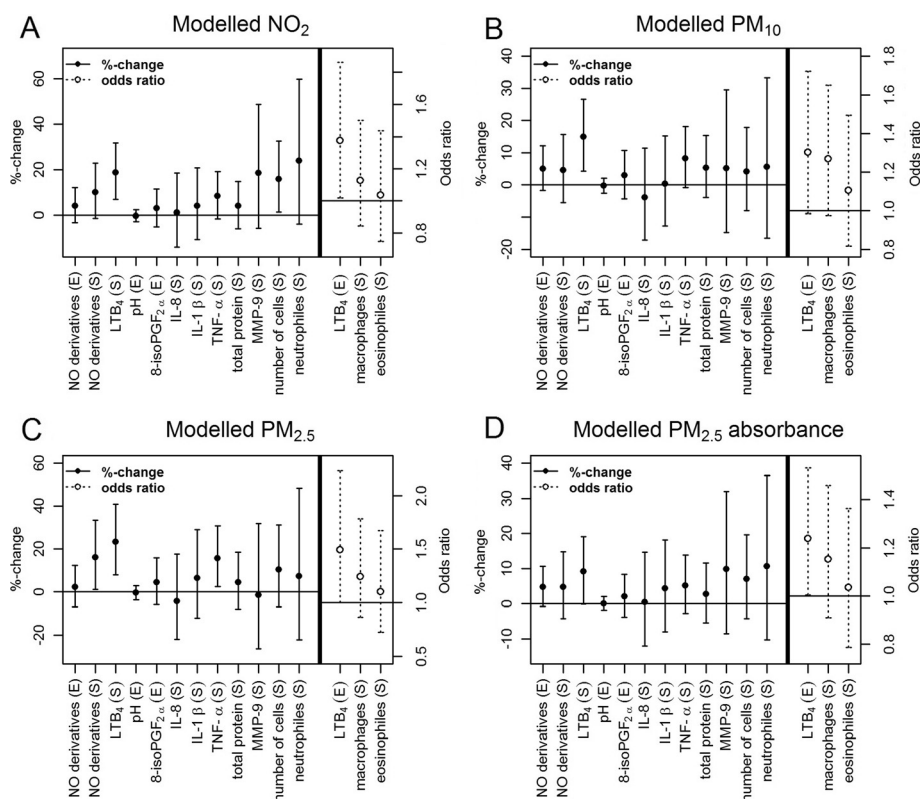 A
Modelled NO₂
%-change
odds ratio
60
40
20
0
%-change
1.6
1.2
1.0
0.8
Odds ratio
NO derivatives (E)
NO derivatives (S)
LTB₄ (S)
pH (E)
8-isoPGF₂ α (E)
IL-8 (S)
IL-1 β (S)
TNF- α (S)
total protein (S)
MMP-9 (S)
number of cells (S)
neutrophiles (S)
LTB₄ (E)
macrophages (S)
eosinophiles (S)
B
Modelled PM₁₀
%-change
odds ratio
40
30
20
10
0
-20
%-change
1.8
1.6
1.4
1.2
1.0
0.8
Odds ratio
NO derivatives (E)
NO derivatives (S)
LTB₄ (S)
pH (E)
8-isoPGF₂ α (E)
IL-8 (S)
IL-1 β (S)
TNF- α (S)
total protein (S)
MMP-9 (S)
number of cells (S)
neutrophiles (S)
LTB₄ (E)
macrophages (S)
eosinophiles (S)
C
Modelled PM₂.₅
%-change
odds ratio
60
40
20
0
-20
%-change
2.0
1.5
1.0
0.5
Odds ratio
NO derivatives (E)
NO derivatives (S)
LTB₄ (S)
pH (E)
8-isoPGF₂ α (E)
IL-8 (S)
IL-1 β (S)
TNF- α (S)
total protein (S)
MMP-9 (S)
number of cells (S)
neutrophiles (S)
LTB₄ (E)
macrophages (S)
eosinophiles (S)
D
Modelled PM₂.₅ absorbance
%-change
odds ratio
40
30
20
10
0
-10
%-change
1.4
1.2
1.0
0.8
Odds ratio
NO derivatives (E)
NO derivatives (S)
LTB₄ (S)
pH (E)
8-isoPGF₂ α (E)
IL-8 (S)
IL-1 β (S)
TNF- α (S)
total protein (S)
MMP-9 (S)
number of cells (S)
neutrophiles (S)
LTB₄ (E)
macrophages (S)
eosinophiles (S)